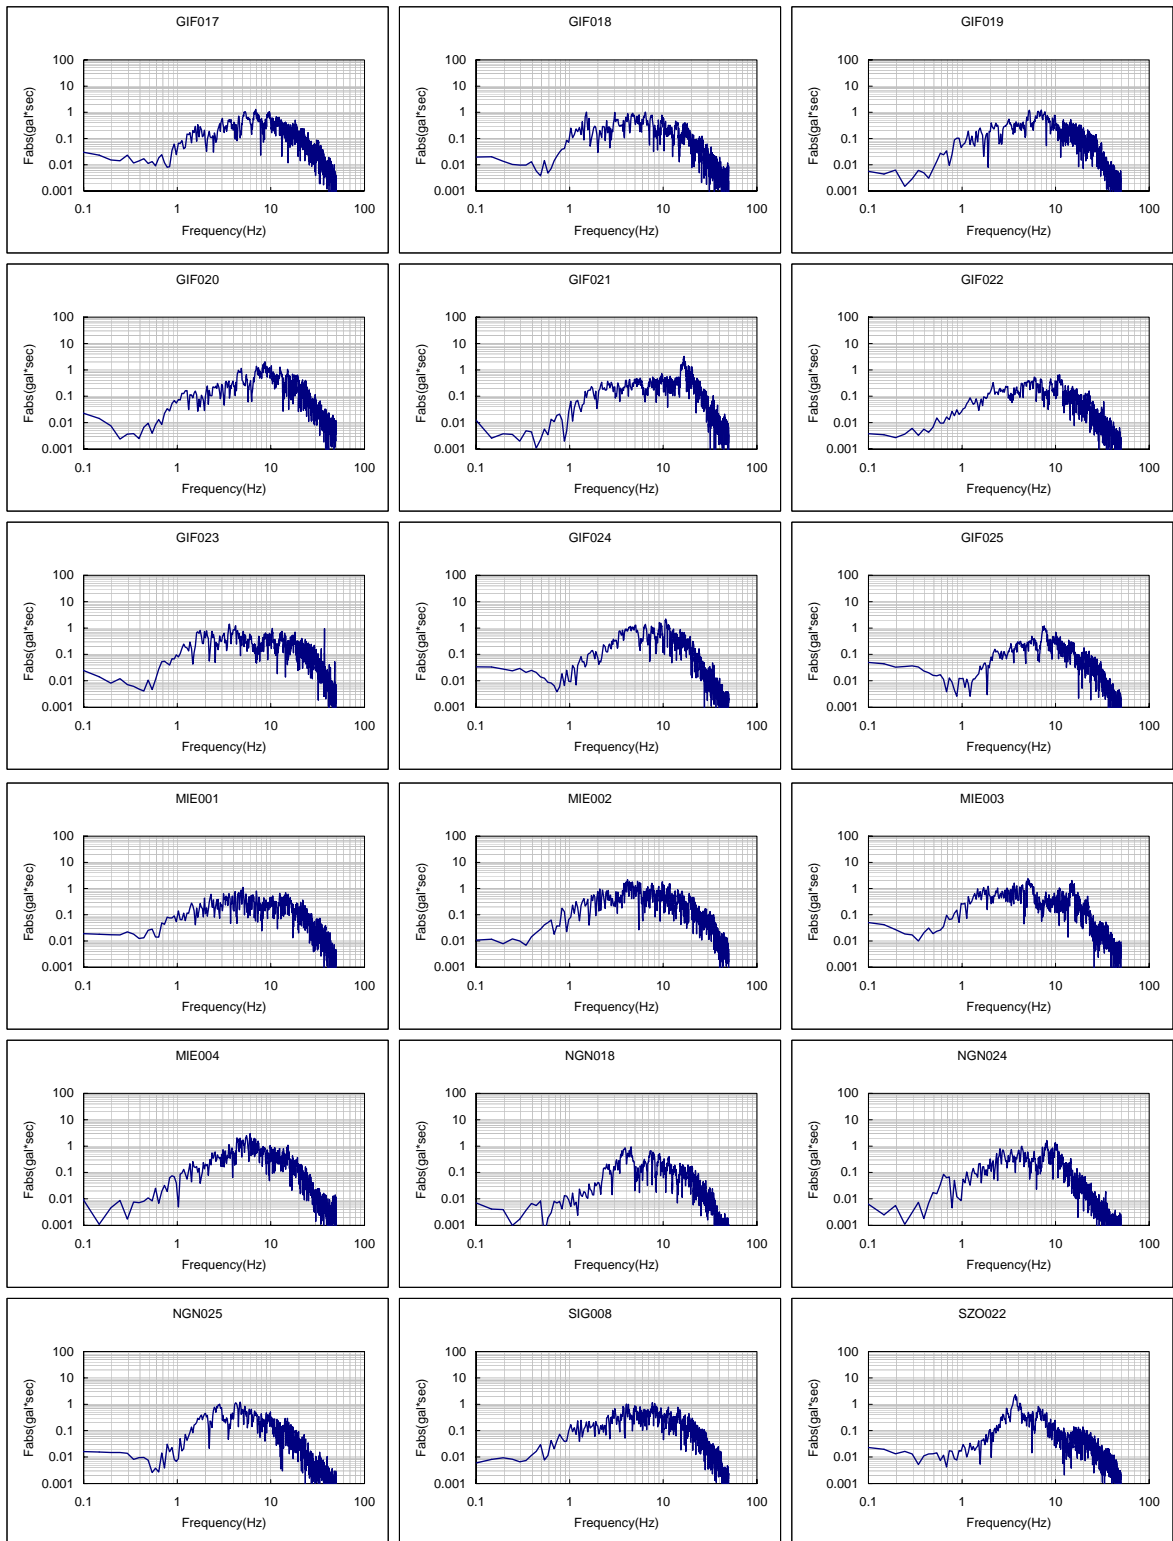 GIF017 GIF018 GIF019
100 100 100
10 10 10
1 1 1
0.1 0.1 0.1
0.01 0.01 0.01
0.001 0.001 0.001
Fabs(gal*sec) Fabs(gal*sec) Fabs(gal*sec)
0.1 1 10 100 0.1 1 10 100 0.1 1 10 100
Frequency(Hz) Frequency(Hz) Frequency(Hz)
GIF020 GIF021 GIF022
100 100 100
10 10 10
1 1 1
0.1 0.1 0.1
0.01 0.01 0.01
0.001 0.001 0.001
Fabs(gal*sec) Fabs(gal*sec) Fabs(gal*sec)
0.1 1 10 100 0.1 1 10 100 0.1 1 10 100
Frequency(Hz) Frequency(Hz) Frequency(Hz)
GIF023 GIF024 GIF025
100 100 100
10 10 10
1 1 1
0.1 0.1 0.1
0.01 0.01 0.01
0.001 0.001 0.001
Fabs(gal*sec) Fabs(gal*sec) Fabs(gal*sec)
0.1 1 10 100 0.1 1 10 100 0.1 1 10 100
Frequency(Hz) Frequency(Hz) Frequency(Hz)
MIE001 MIE002 MIE003
100 100 100
10 10 10
1 1 1
0.1 0.1 0.1
0.01 0.01 0.01
0.001 0.001 0.001
Fabs(gal*sec) Fabs(gal*sec) Fabs(gal*sec)
0.1 1 10 100 0.1 1 10 100 0.1 1 10 100
Frequency(Hz) Frequency(Hz) Frequency(Hz)
MIE004 NGN018 NGN024
100 100 100
10 10 10
1 1 1
0.1 0.1 0.1
0.01 0.01 0.01
0.001 0.001 0.001
Fabs(gal*sec) Fabs(gal*sec) Fabs(gal*sec)
0.1 1 10 100 0.1 1 10 100 0.1 1 10 100
Frequency(Hz) Frequency(Hz) Frequency(Hz)
NGN025 SIG008 SZO022
100 100 100
10 10 10
1 1 1
0.1 0.1 0.1
0.01 0.01 0.01
0.001 0.001 0.001
Fabs(gal*sec) Fabs(gal*sec) Fabs(gal*sec)
0.1 1 10 100 0.1 1 10 100 0.1 1 10 100
Frequency(Hz) Frequency(Hz) Frequency(Hz)